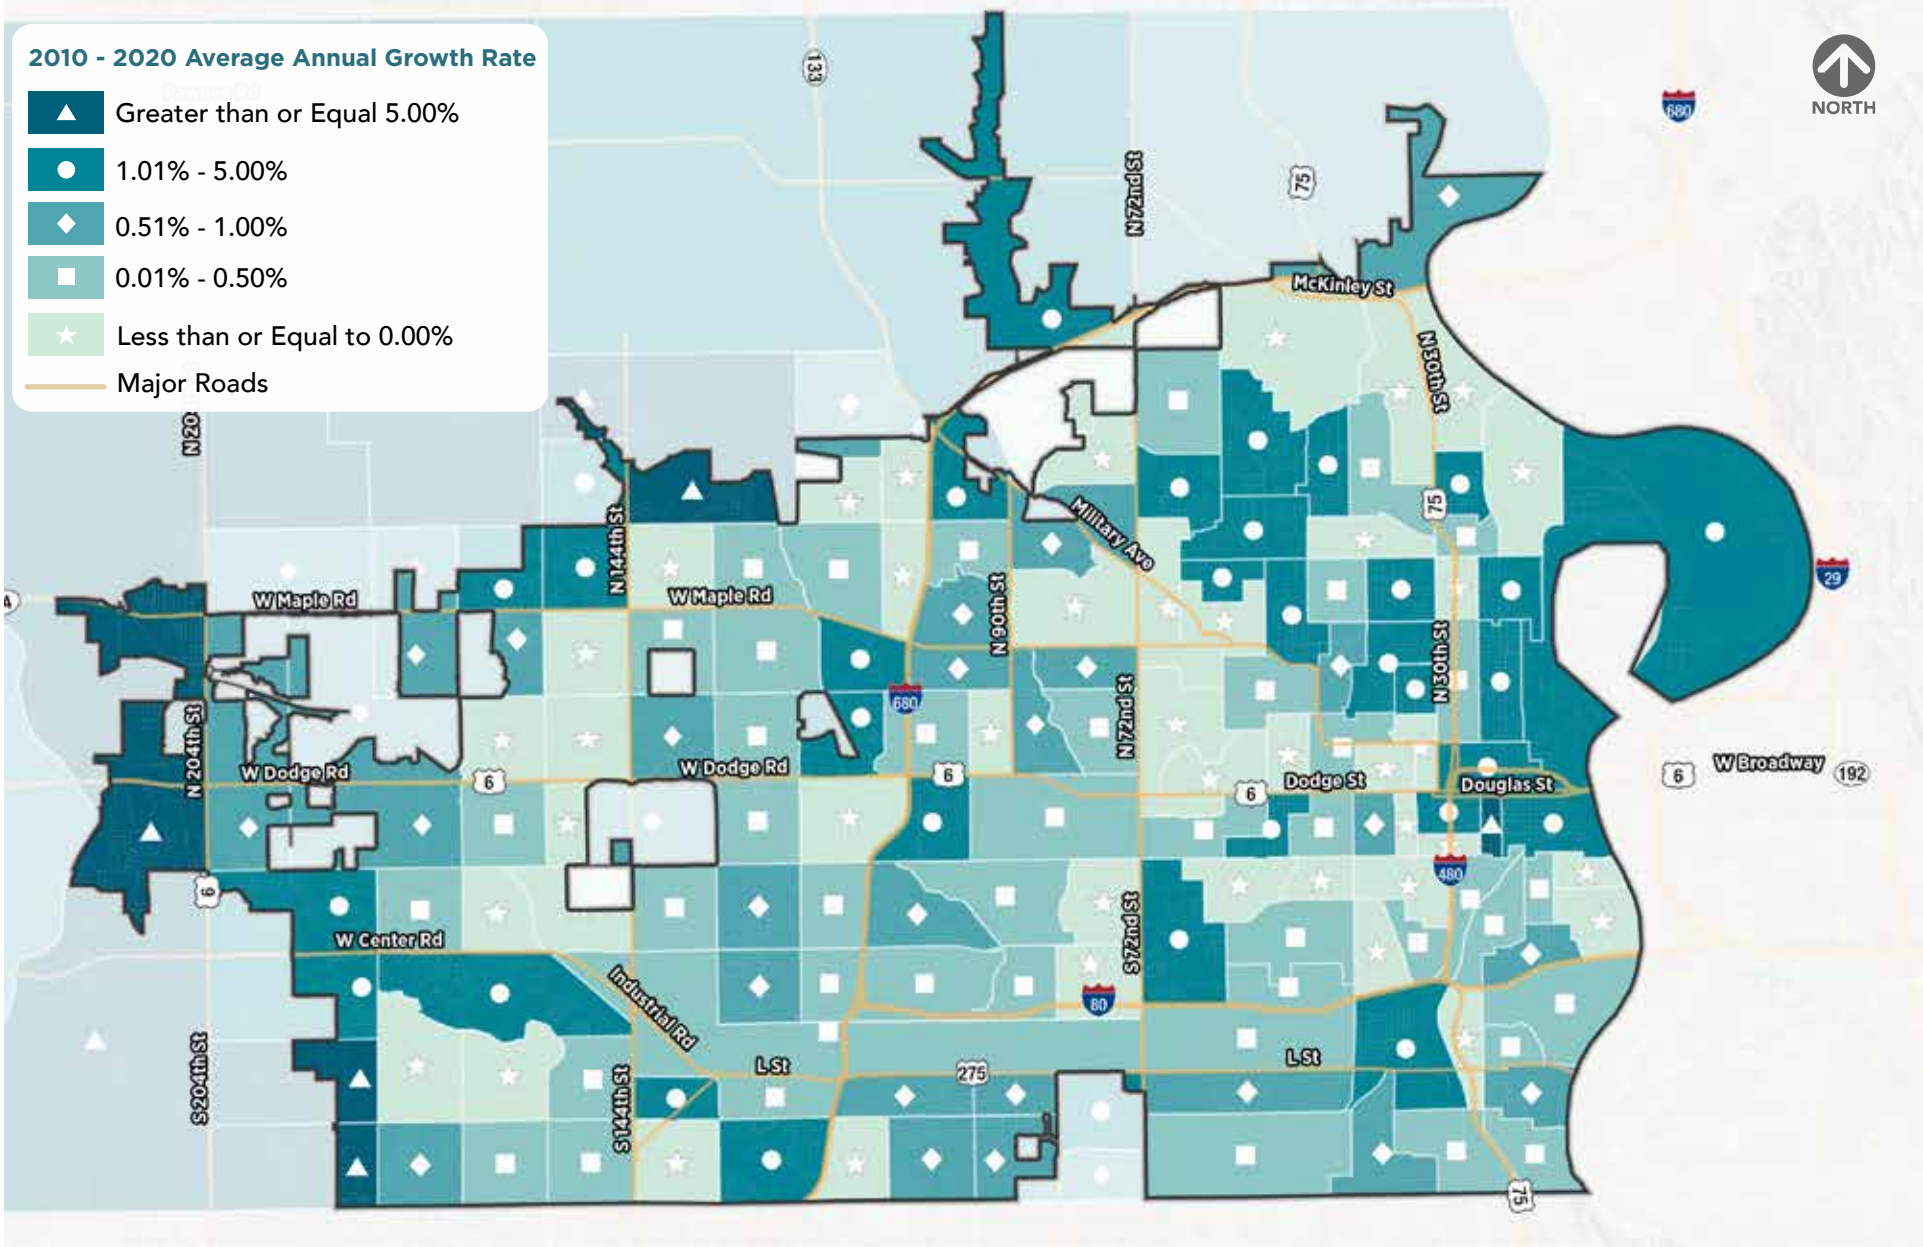 2010 - 2020 Average Annual Growth Rate
Greater than or Equal 5.00%
1.01% - 5.00%
0.51% - 1.00%
0.01% - 0.50%
Less than or Equal to 0.00%
Major Roads
NORTH
133
680
N 72nd St
75
McKinley St
N 30th St
N 144th St
75
Military Ave
29
4
W Maple Rd
W Maple Rd
N 90th St
N 30th St
680
N 204th St
N 72nd St
W Dodge Rd
6
W Dodge Rd
6
6
Dodge St
Douglas St
6
W Broadway
192
6
480
W Center Rd
S 72nd St
Industrial Rd
80
S 204th St
L St
275
L St
S 144th St
75